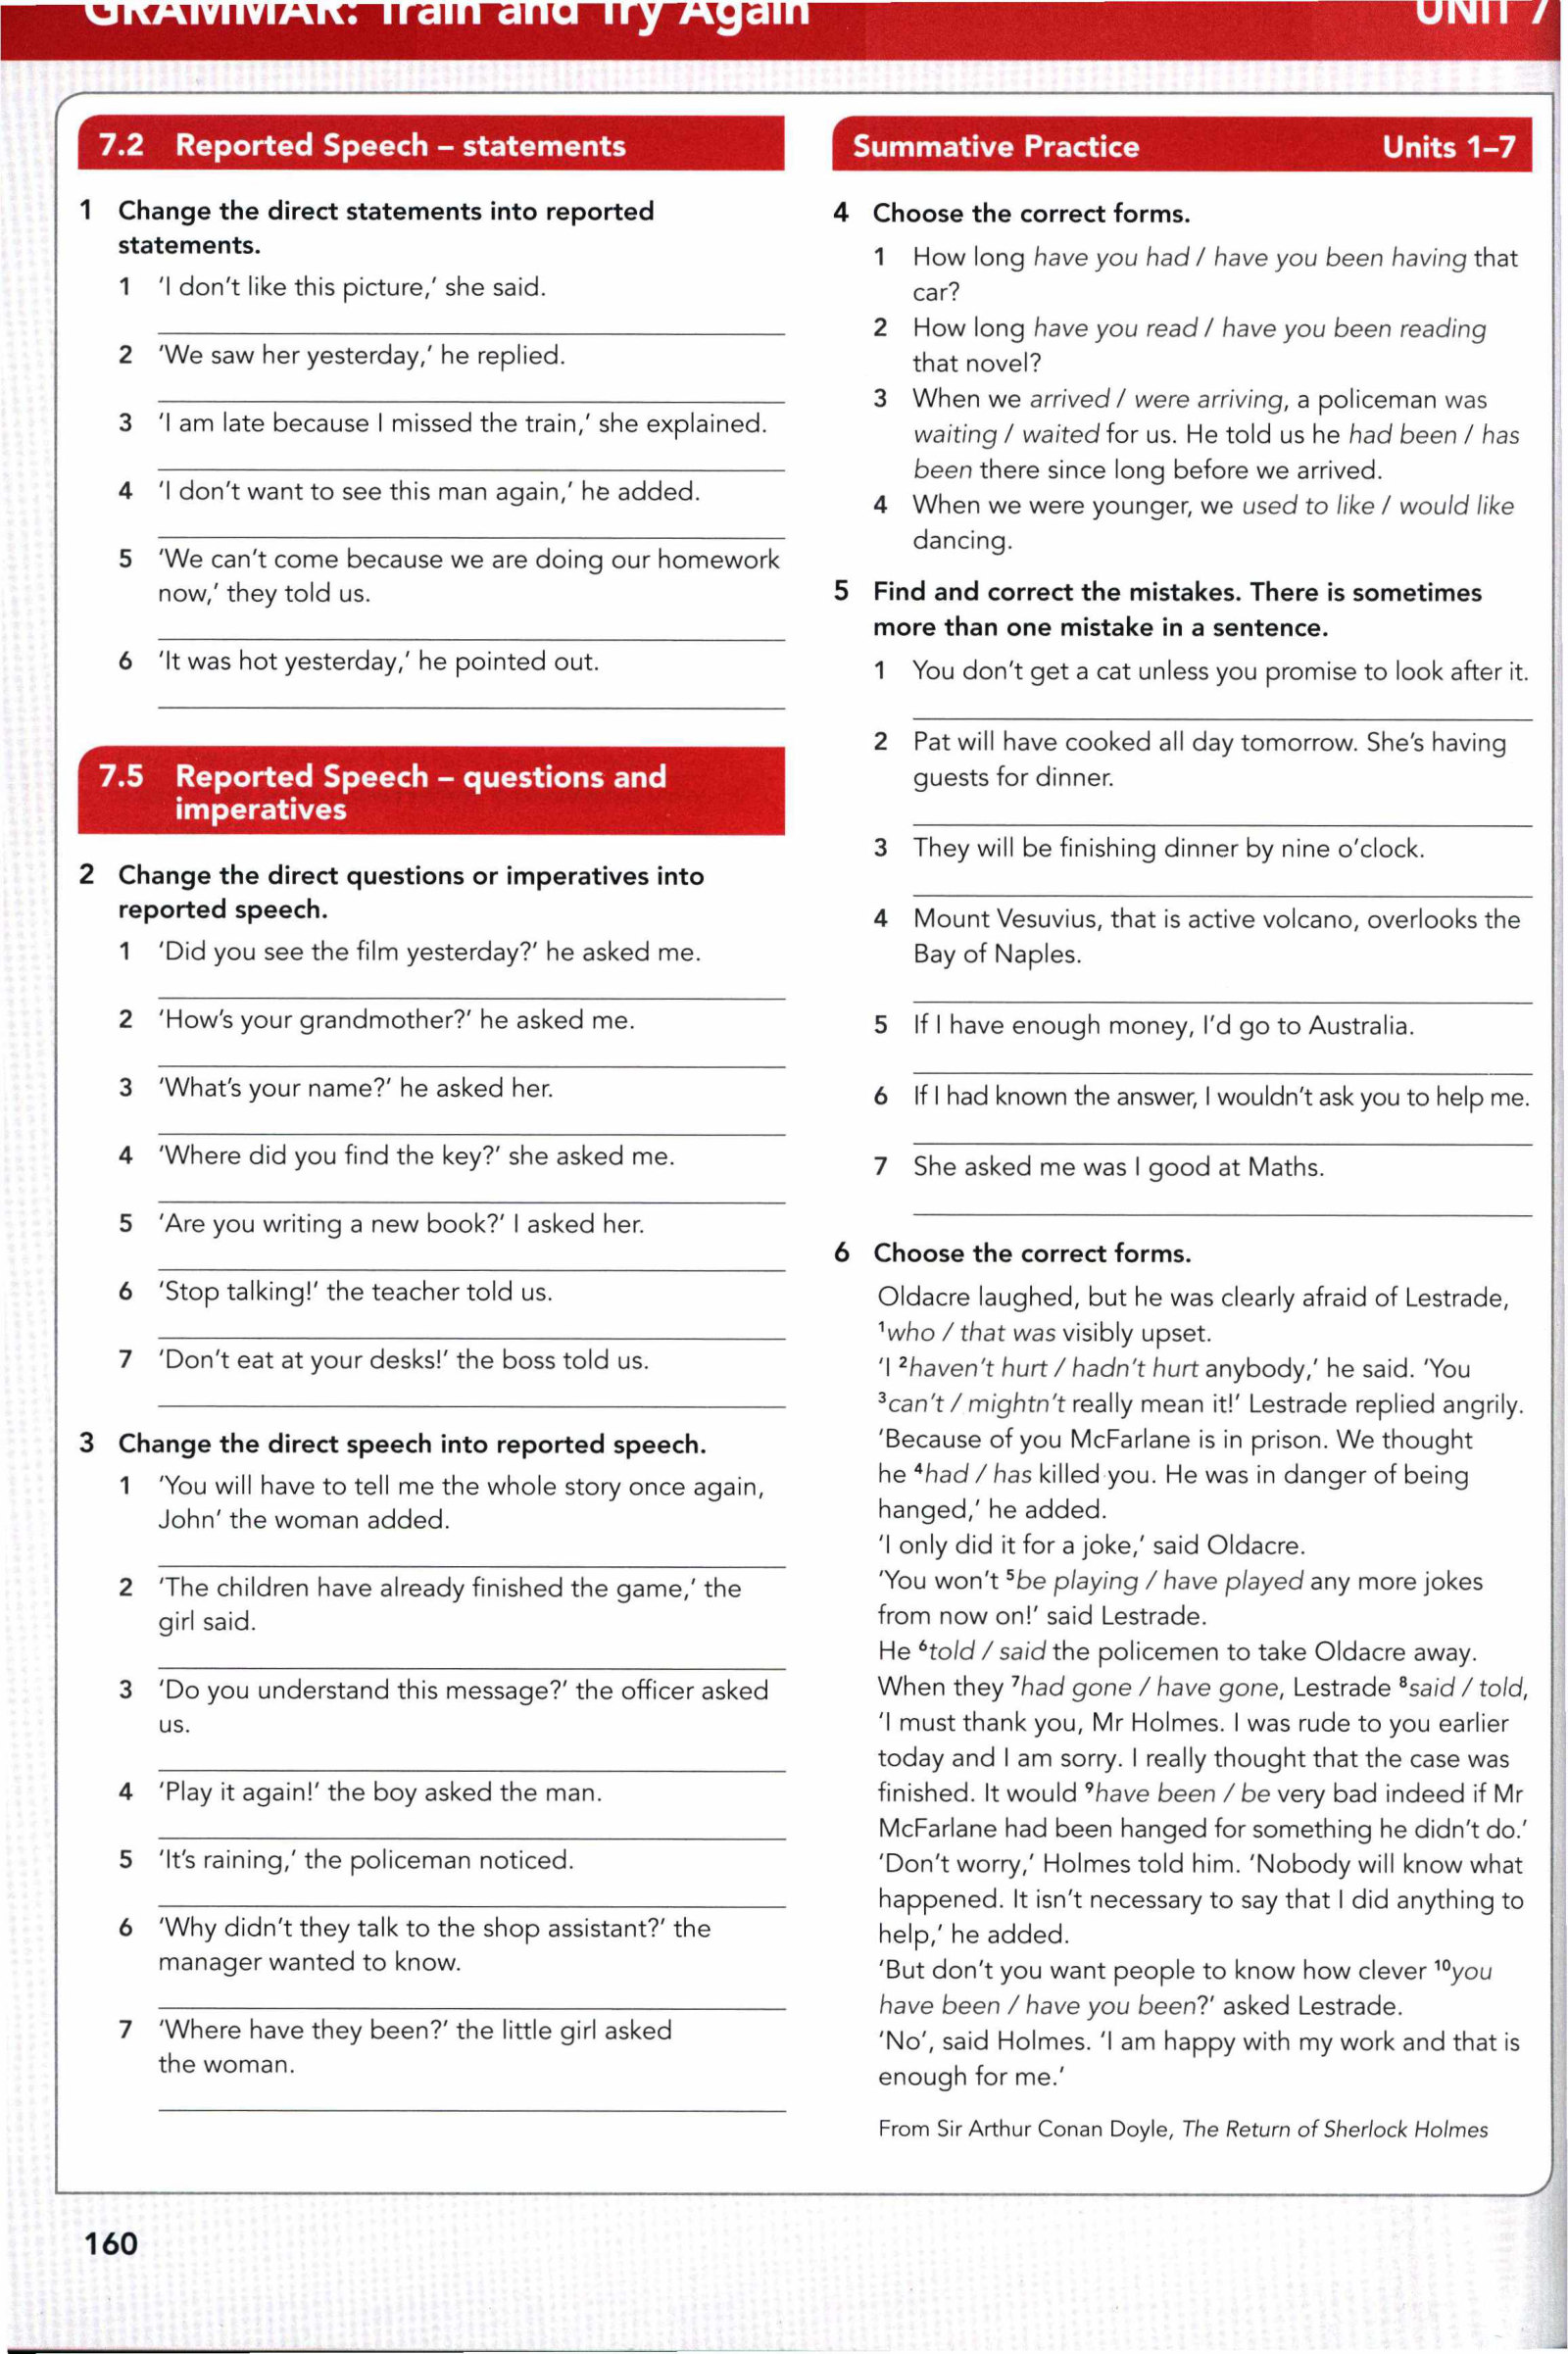 GRAMMAR: Train and Try Again
UNIT 7
7.2 Reported Speech – statements
1 Change the direct statements into reported
statements.
1 ‘I don’t like this picture,’ she said.
2 ‘We saw her yesterday,’ he replied.
3 ‘I am late because I missed the train,’ she explained.
4 ‘I don’t want to see this man again,’ he added.
5 ‘We can’t come because we are doing our homework
now,’ they told us.
6 ‘It was hot yesterday,’ he pointed out.
7.5 Reported Speech – questions and
imperatives
2 Change the direct questions or imperatives into
reported speech.
1 ‘Did you see the film yesterday?’ he asked me.
2 ‘How’s your grandmother?’ he asked me.
3 ‘What’s your name?’ he asked her.
4 ‘Where did you find the key?’ she asked me.
5 ‘Are you writing a new book?’ I asked her.
6 ‘Stop talking!’ the teacher told us.
7 ‘Don’t eat at your desks!’ the boss told us.
3 Change the direct speech into reported speech.
1 ‘You will have to tell me the whole story once again,
John’ the woman added.
2 ‘The children have already finished the game,’ the
girl said.
3 ‘Do you understand this message?’ the officer asked
us.
4 ‘Play it again!’ the boy asked the man.
5 ‘It’s raining,’ the policeman noticed.
6 ‘Why didn’t they talk to the shop assistant?’ the
manager wanted to know.
7 ‘Where have they been?’ the little girl asked
the woman.
Summative Practice Units 1–7
4 Choose the correct forms.
1 How long have you had / have you been having that
car?
2 How long have you read / have you been reading
that novel?
3 When we arrived / were arriving, a policeman was
waiting / waited for us. He told us he had been / has
been there since long before we arrived.
4 When we were younger, we used to like / would like
dancing.
5 Find and correct the mistakes. There is sometimes
more than one mistake in a sentence.
1 You don’t get a cat unless you promise to look after it.
2 Pat will have cooked all day tomorrow. She’s having
guests for dinner.
3 They will be finishing dinner by nine o’clock.
4 Mount Vesuvius, that is active volcano, overlooks the
Bay of Naples.
5 If I have enough money, I’d go to Australia.
6 If I had known the answer, I wouldn’t ask you to help me.
7 She asked me was I good at Maths.
6 Choose the correct forms.
Oldacre laughed, but he was clearly afraid of Lestrade,
¹who / that was visibly upset.
‘I ²haven’t hurt / hadn’t hurt anybody,’ he said. ‘You
³can’t / mightn’t really mean it!’ Lestrade replied angrily.
‘Because of you McFarlane is in prison. We thought
he ⁴had / has killed you. He was in danger of being
hanged,’ he added.
‘I only did it for a joke,’ said Oldacre.
‘You won’t ⁵be playing / have played any more jokes
from now on!’ said Lestrade.
He ⁶told / said the policemen to take Oldacre away.
When they ⁷had gone / have gone, Lestrade ⁸said / told,
‘I must thank you, Mr Holmes. I was rude to you earlier
today and I am sorry. I really thought that the case was
finished. It would ⁹have been / be very bad indeed if Mr
McFarlane had been hanged for something he didn’t do.’
‘Don’t worry,’ Holmes told him. ‘Nobody will know what
happened. It isn’t necessary to say that I did anything to
help,’ he added.
‘But don’t you want people to know how clever ¹⁰you
have been / have you been?’ asked Lestrade.
‘No’, said Holmes. ‘I am happy with my work and that is
enough for me.’
From Sir Arthur Conan Doyle, The Return of Sherlock Holmes
160